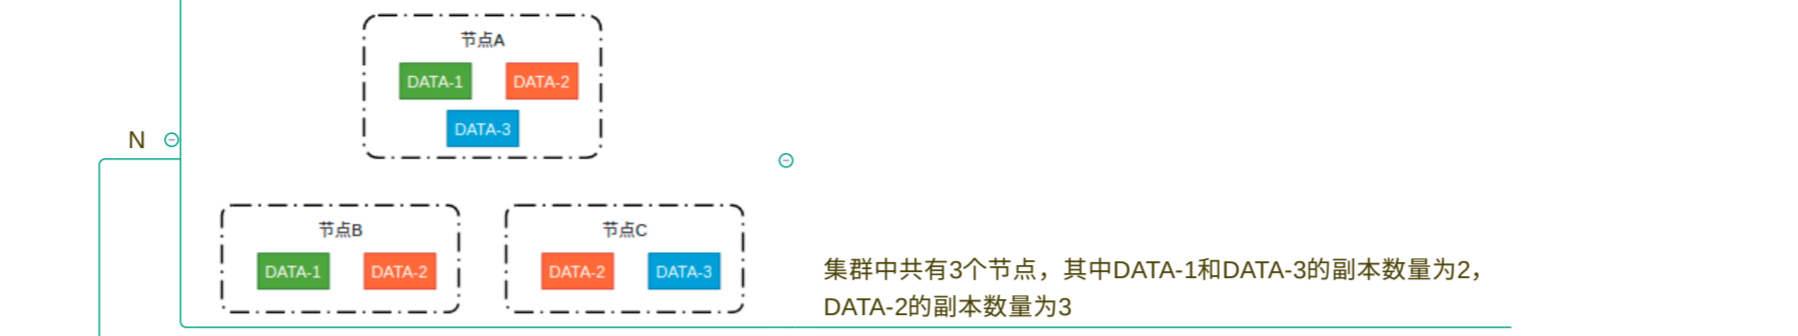 节点A
DATA-1 DATA-2
DATA-3
N
节点B 节点C
DATA-1 DATA-2 DATA-2 DATA-3
集群中共有3个节点，其中DATA-1和DATA-3的副本数量为2，
DATA-2的副本数量为3